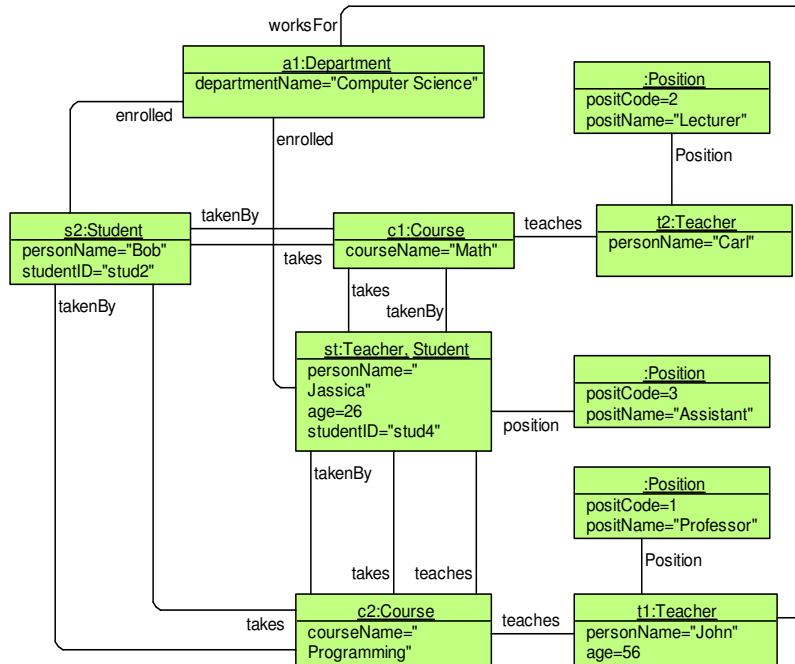 worksFor
a1:Department
departmentName="Computer Science"
:Position
positCode=2
positName="Lecturer"
enrolled
enrolled
Position
s2:Student
personName="Bob"
studentID="stud2"
takenBy
takes
c1:Course
courseName="Math"
teaches
t2:Teacher
personName="Carl"
takenBy
takes
takenBy
st:Teacher, Student
personName="
Jassica"
age=26
studentID="stud4"
position
:Position
positCode=3
positName="Assistant"
takenBy
:Position
positCode=1
positName="Professor"
takes
teaches
Position
takes
c2:Course
courseName="
Programming"
teaches
t1:Teacher
personName="John"
age=56